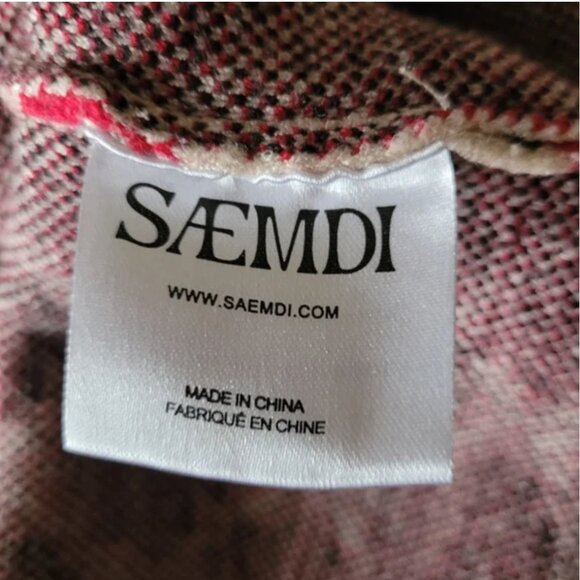 SÆMDI
WWW.SAEMDI.COM
MADE IN CHINA
FABRIQUÉ EN CHINE